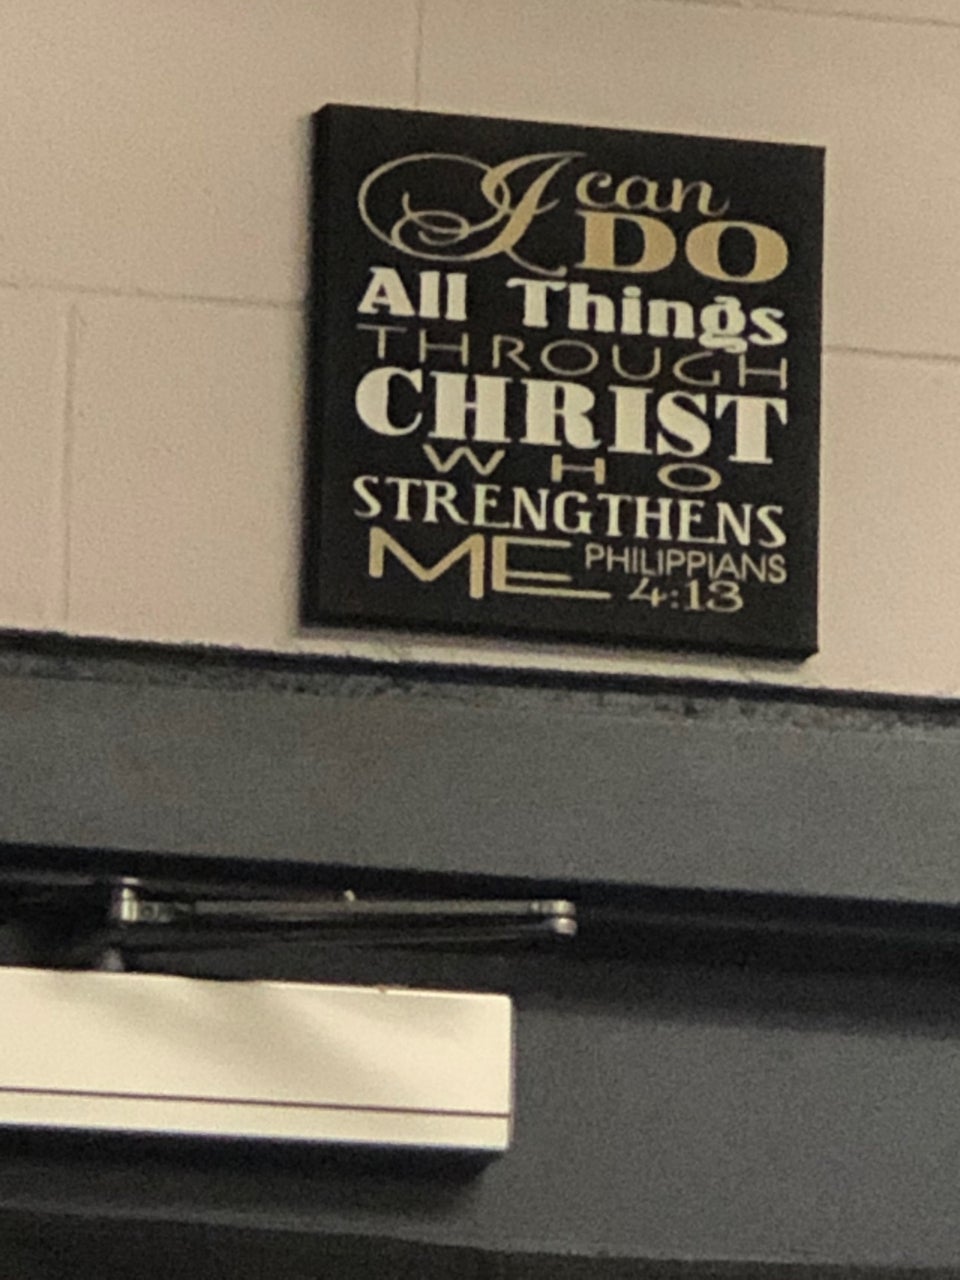 I can
DO
All Things
THROUGH
CHRIST
WHO
STRENGTHENS
ME PHILIPPIANS
4:13